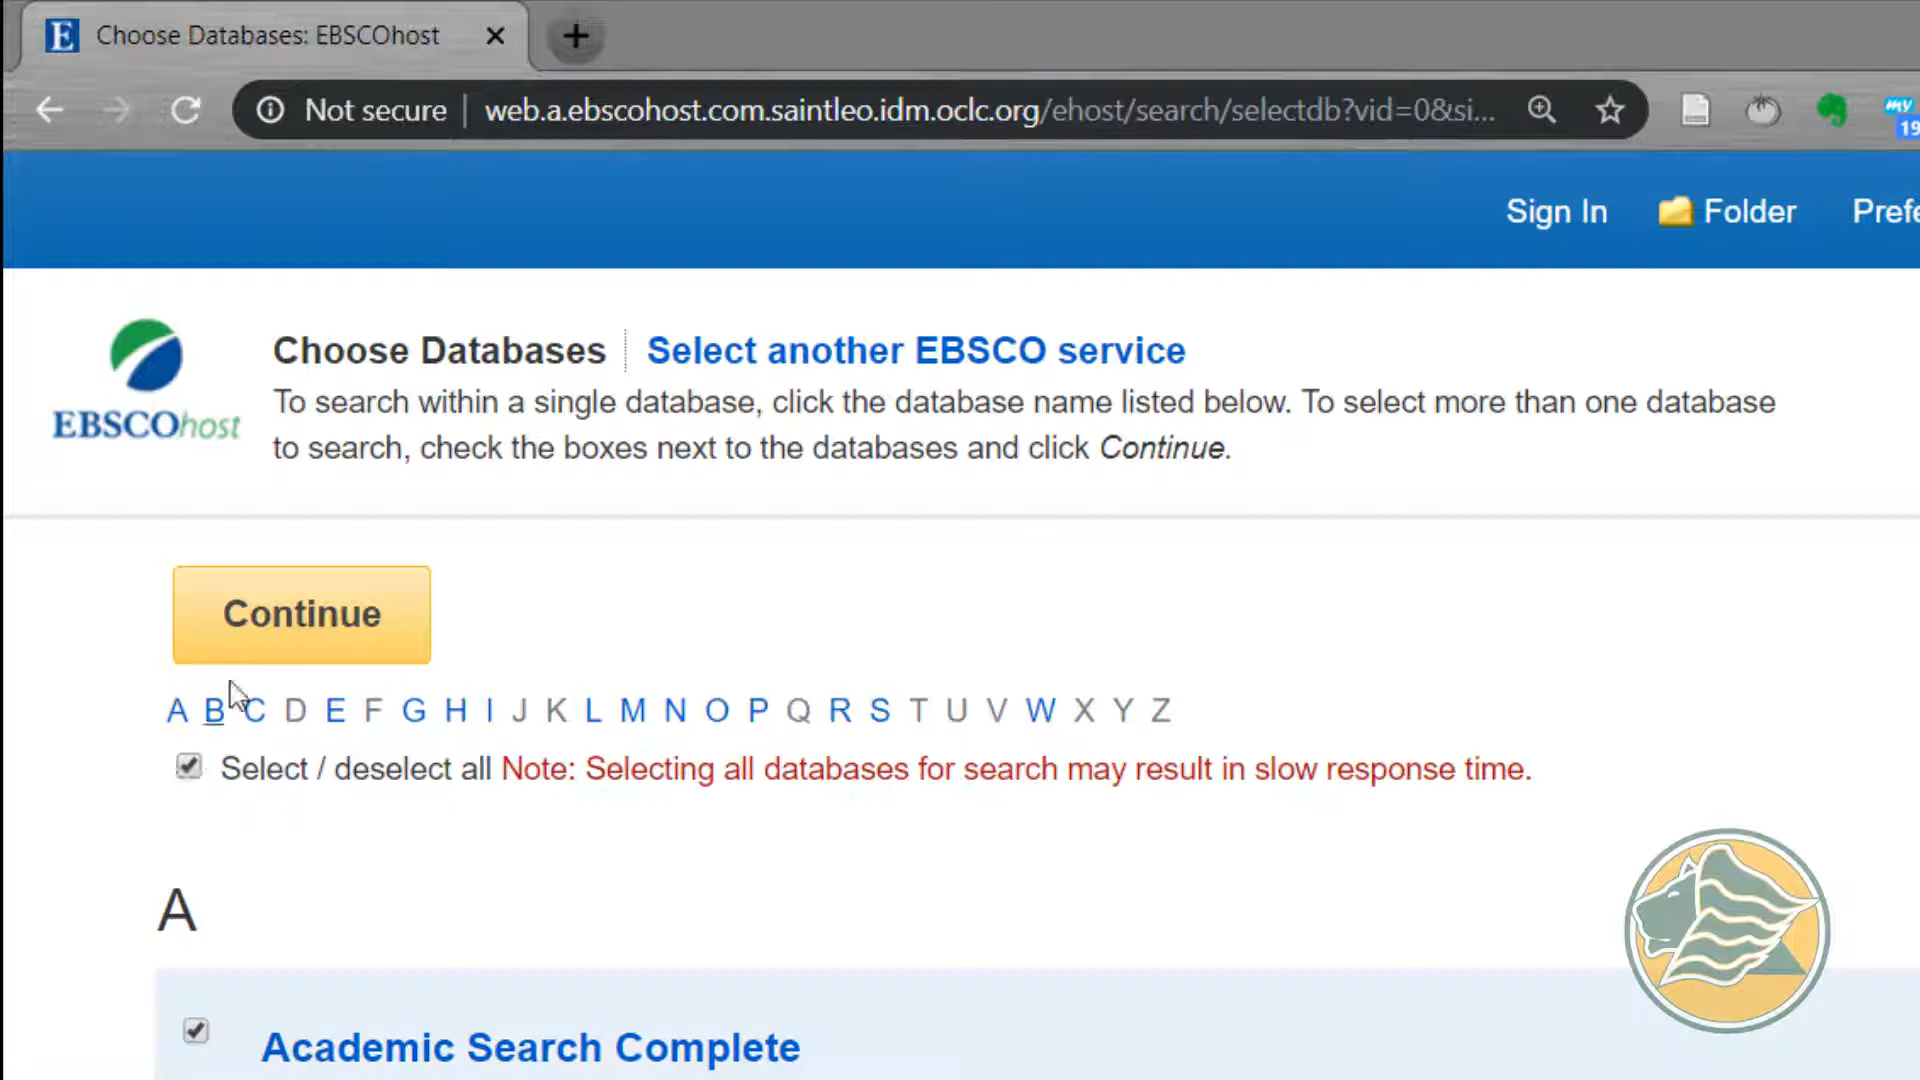 E Choose Databases: EBSCOhost
Not secure | web.a.ebscohost.com.saintleo.idm.oclc.org/ehost/search/selectdb?vid=0&si...
my
19
Sign In Folder Prefe
EBSCOhost
Choose Databases Select another EBSCO service
To search within a single database, click the database name listed below. To select more than one database
to search, check the boxes next to the databases and click Continue.
Continue
A B C D E F G H I J K L M N O P Q R S T U V W X Y Z
Select / deselect all Note: Selecting all databases for search may result in slow response time.
A
Academic Search Complete